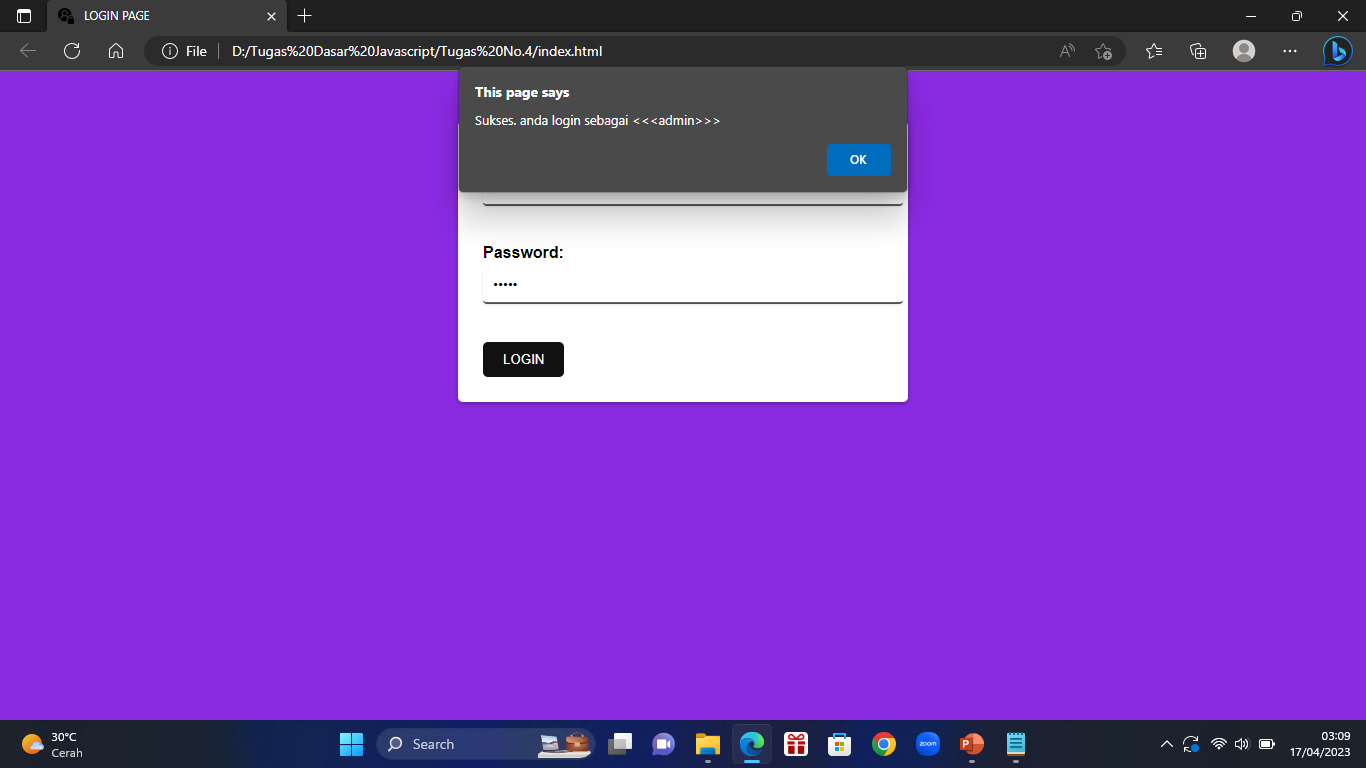 LOGIN PAGE
File
D:/Tugas%20Dasar%20Javascript/Tugas%20No.4/index.html
This page says
Sukses. anda login sebagai <<<admin>>>
OK
Password:
•••••
LOGIN
30°C
Cerah
Search
zoom
P
03:09
17/04/2023